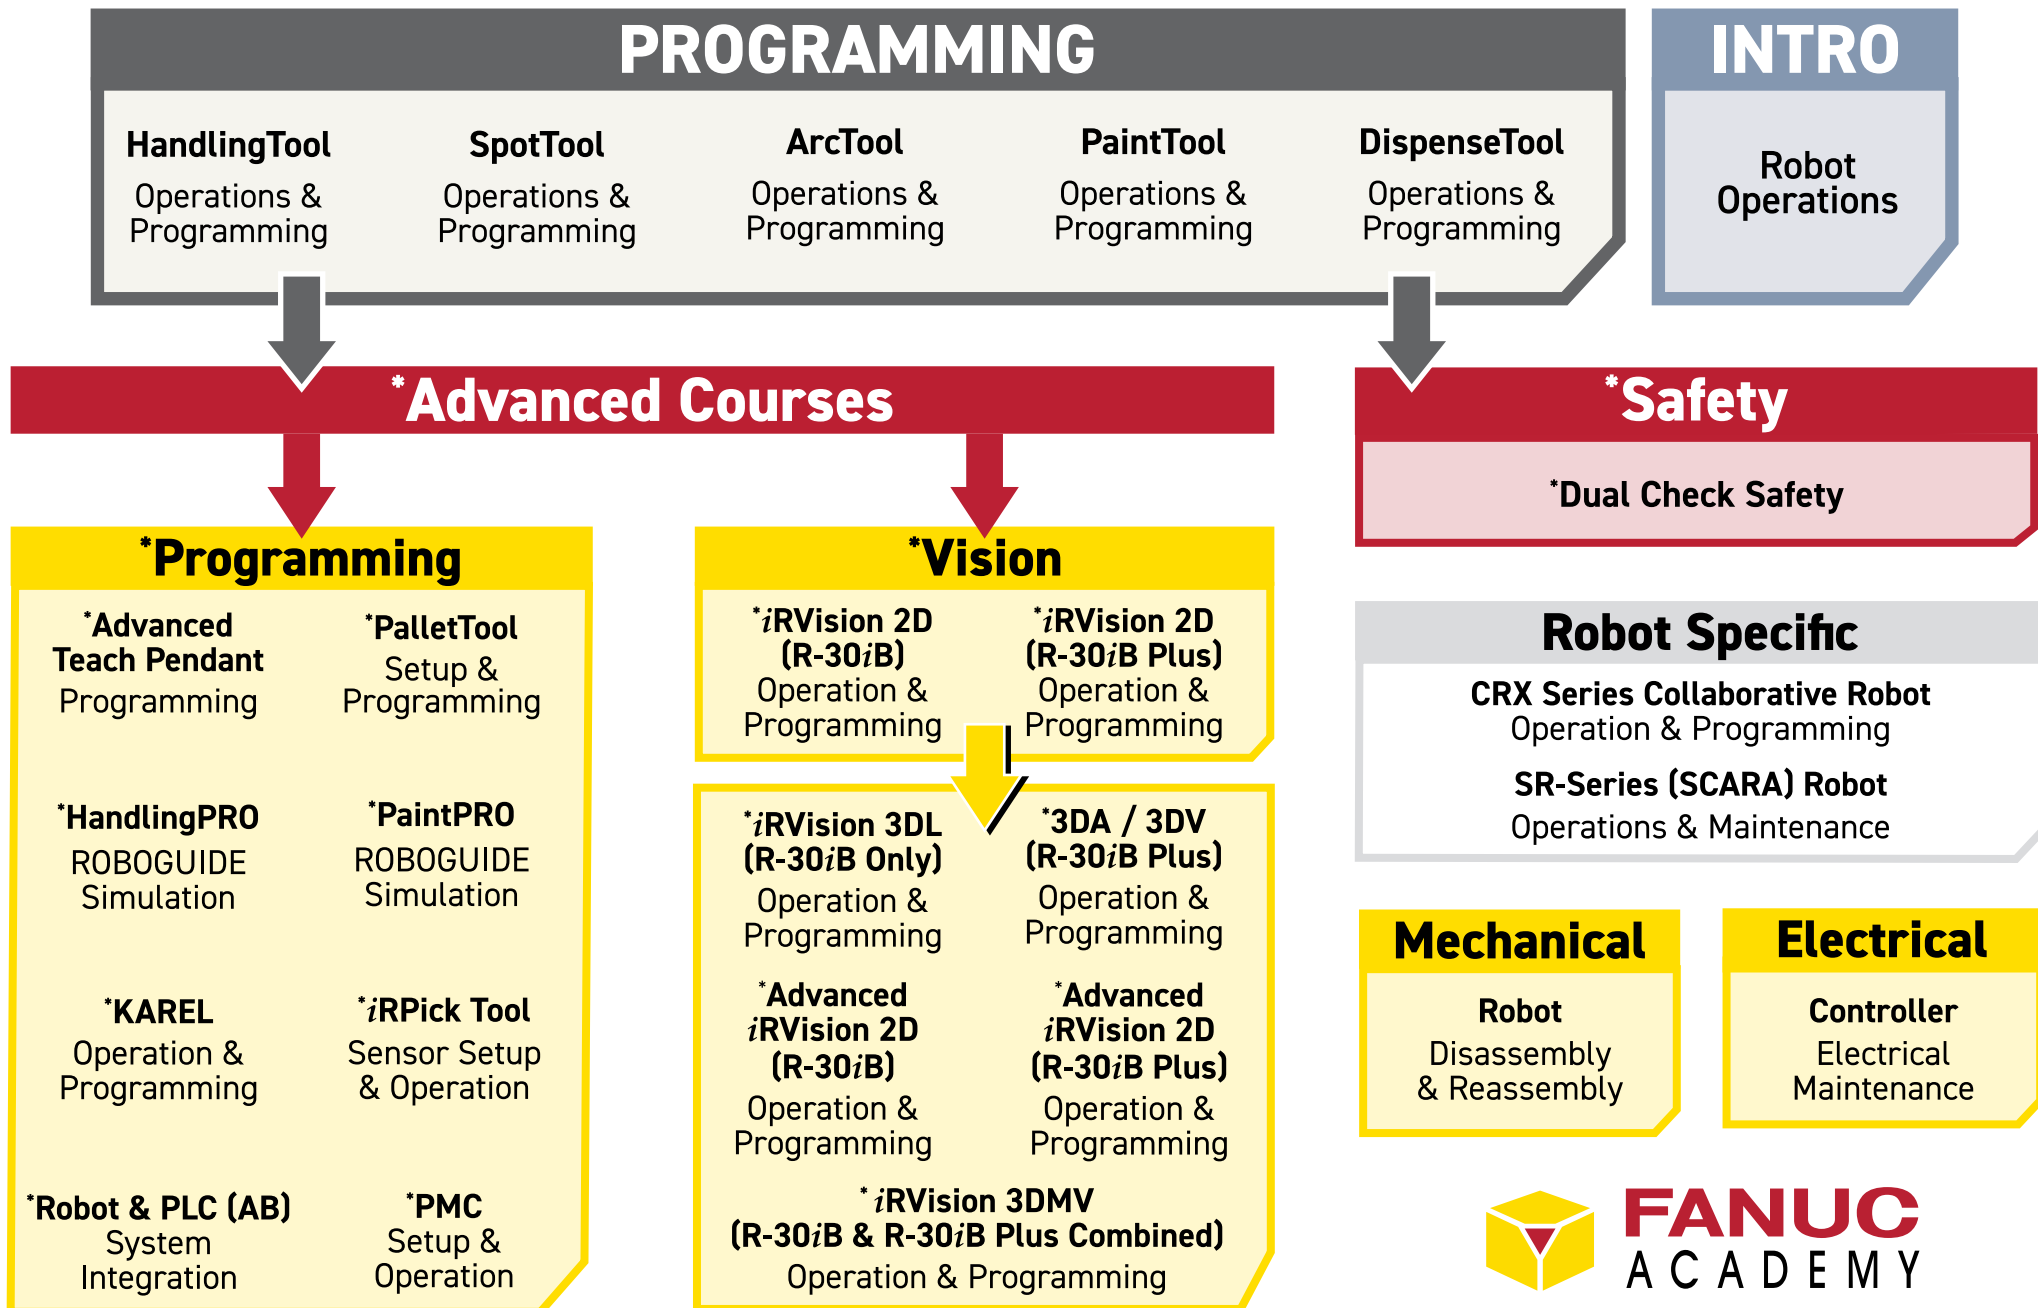 PROGRAMMING
HandlingTool
Operations &
Programming
SpotTool
Operations &
Programming
ArcTool
Operations &
Programming
PaintTool
Operations &
Programming
DispenseTool
Operations &
Programming
INTRO
Robot
Operations
*Advanced Courses
*Programming
*Advanced
Teach Pendant
Programming
*PalletTool
Setup &
Programming
*HandlingPRO
ROBOGUIDE
Simulation
*PaintPRO
ROBOGUIDE
Simulation
*KAREL
Operation &
Programming
*iRPick Tool
Sensor Setup
& Operation
*Robot & PLC (AB)
System
Integration
*PMC
Setup &
Operation
*Vision
*iRVision 2D
(R-30iB)
Operation &
Programming
*iRVision 2D
(R-30iB Plus)
Operation &
Programming
*iRVision 3DL
(R-30iB Only)
Operation &
Programming
*3DA / 3DV
(R-30iB Plus)
Operation &
Programming
*Advanced
iRVision 2D
(R-30iB)
Operation &
Programming
*Advanced
iRVision 2D
(R-30iB Plus)
Operation &
Programming
*iRVision 3DMV
(R-30iB & R-30iB Plus Combined)
Operation & Programming
*Safety
*Dual Check Safety
Robot Specific
CRX Series Collaborative Robot
Operation & Programming
SR-Series (SCARA) Robot
Operations & Maintenance
Mechanical
Robot
Disassembly
& Reassembly
Electrical
Controller
Electrical
Maintenance
FANUC
ACADEMY